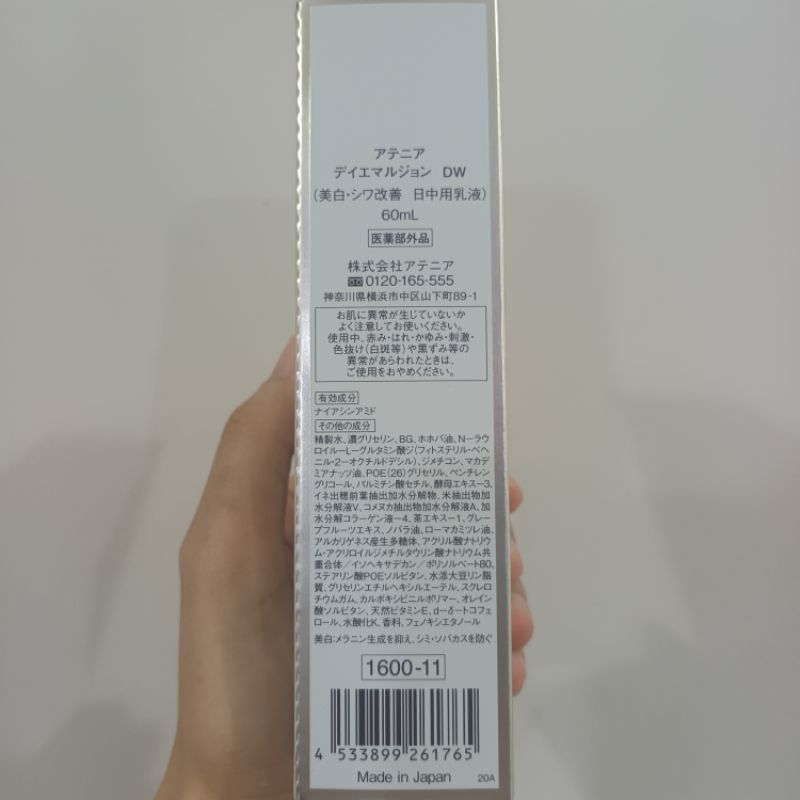 アテニア
デイエマルジョン DW
(美白・シワ改善 日中用乳液)
60mL
医薬部外品
株式会社アテニア
0120-165-555
神奈川県横浜市中区山下町89-1
お肌に異常が生じていないか
よく注意してお使いください。
使用中、赤み・はれ・かゆみ・刺激・
色抜け(白斑等)や黒ずみ等の
異常があらわれたときは、
ご使用をおやめください。
有効成分
ナイアシンアミド
その他の成分
精製水、濃グリセリン、BG、ホホバ油、N-ラウ
ロイル-L-グルタミン酸ジ(フィトステリル・ベヘ
ニル・2-オクチルドデシル)、ジメチコン、マカデ
ミアナッツ油、POE(26)グリセリル、ペンチレン
グリコール、パルミチン酸セチル、酵母エキス-3、
イネ出穂前葉抽出加水分解物、米抽出物加
水分解液V、コメヌカ抽出物加水分解液A、加
水分解コラーゲン液-4、茶エキス-1、グレー
プフルーツエキス、ノバラ油、ローマカミツレ油、
アルカリゲネス産生多糖体、アクリル酸ナトリウ
ム・アクリロイルジメチルタウリン酸ナトリウム共
重合体/イソヘキサデカン/ポリソルベート80、
ステアリン酸POEソルビタン、水添大豆リン脂
質、グリセリンエチルヘキシルエーテル、スクレロ
チウムガム、カルボキシビニルポリマー、オレイン
酸ソルビタン、天然ビタミンE、d-δ-トコフェ
ロール、水酸化K、香料、フェノキシエタノール
美白:メラニン生成を抑え、シミ・ソバカスを防ぐ
1600-11
4 533899 261765
Made in Japan 20A